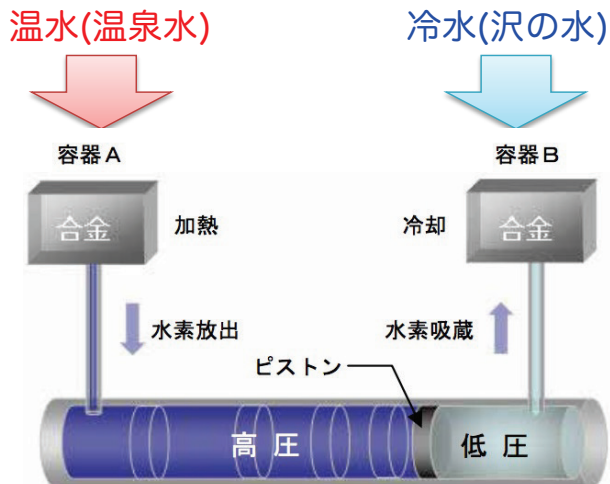 温水(温泉水)
冷水(沢の水)
容器A
容器B
合金
加熱
冷却
合金
水素放出
水素吸蔵
ピストン
高圧
低圧